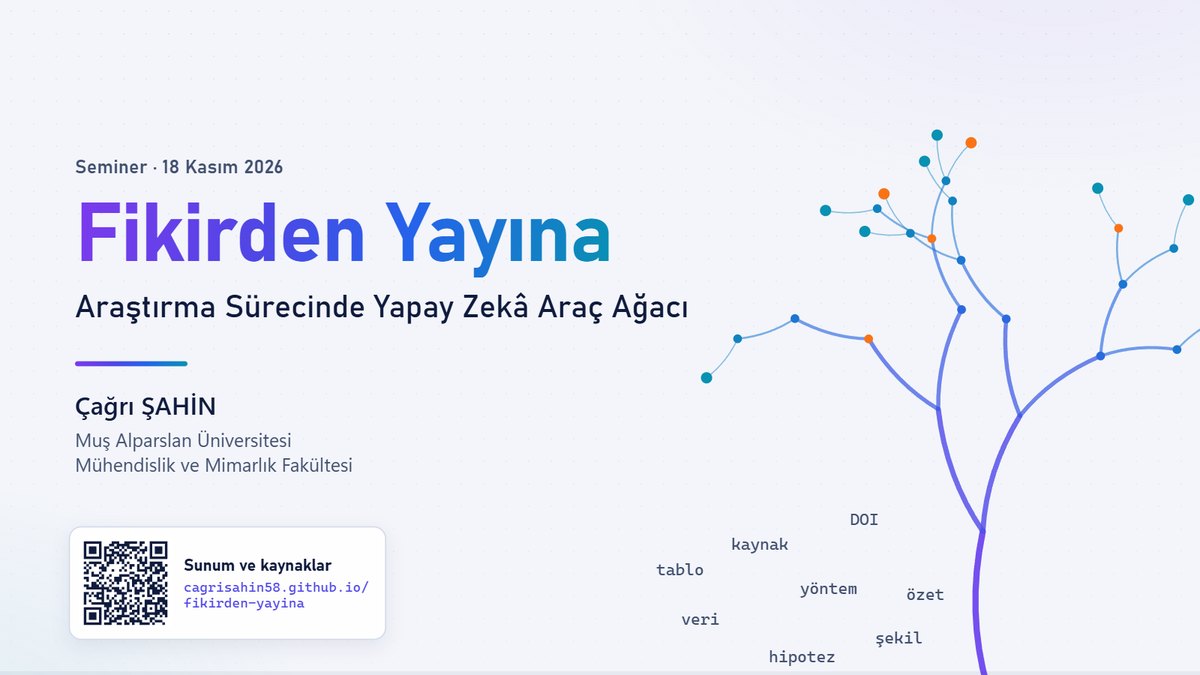 Seminer · 18 Kasım 2026
Fikirden Yayına
Araştırma Sürecinde Yapay Zekâ Araç Ağacı
Çağrı ŞAHİN
Muş Alparslan Üniversitesi
Mühendislik ve Mimarlık Fakültesi
Sunum ve kaynaklar
cagrisahin58.github.io/
fikirden-yayina
DOI
kaynak
tablo
yöntem
özet
veri
şekil
hipotez